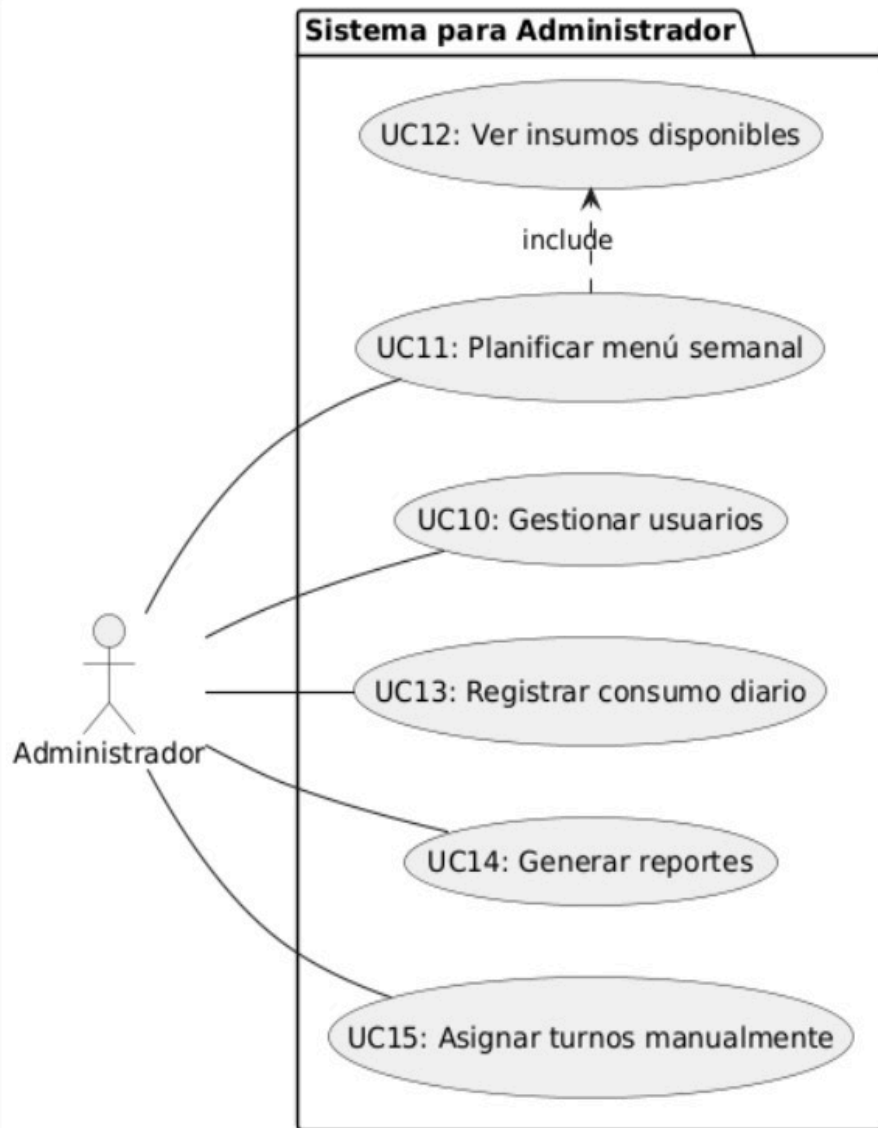 Sistema para Administrador
UC12: Ver insumos disponibles
include
UC11: Planificar menú semanal
UC10: Gestionar usuarios
UC13: Registrar consumo diario
Administrador
UC14: Generar reportes
UC15: Asignar turnos manualmente